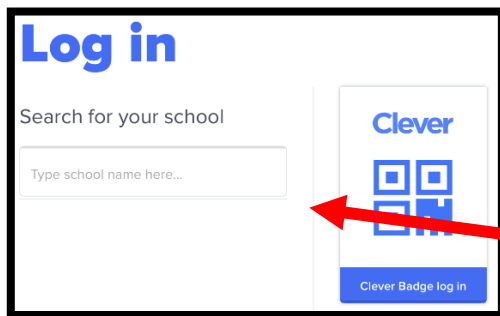 Log in
Search for your school
Type school name here...
Clever
Clever Badge log in